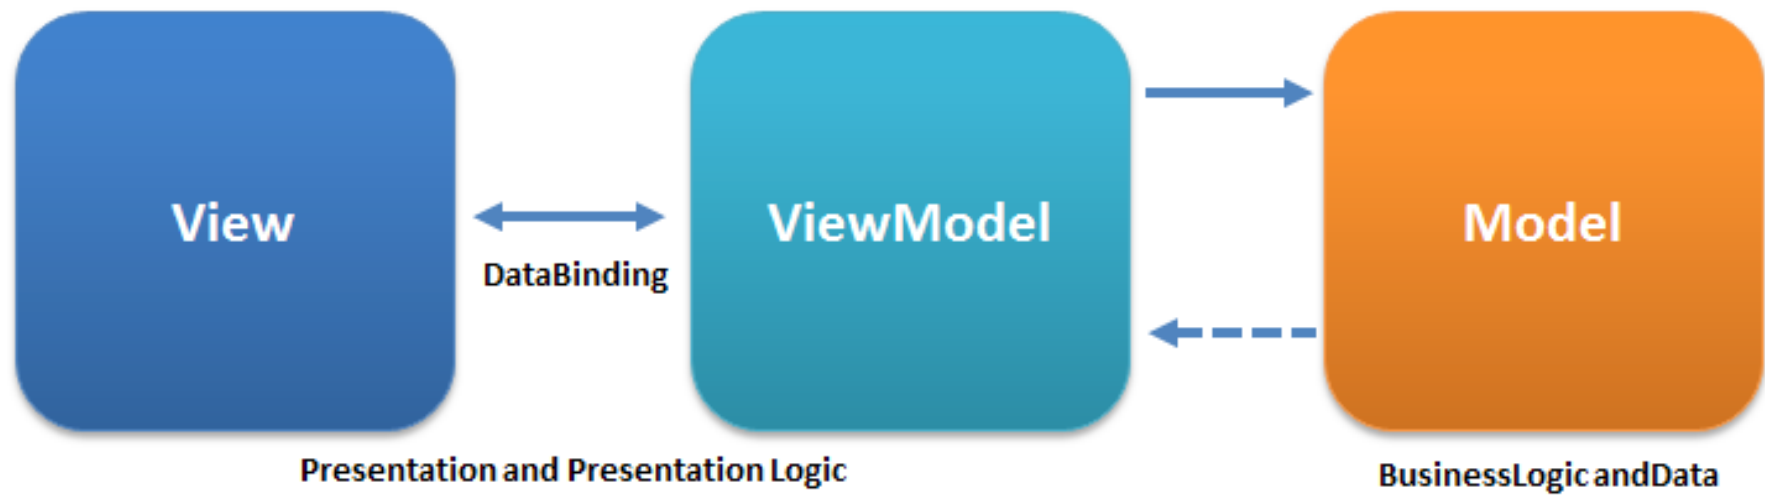 View
ViewModel
Model
DataBinding
Presentation and Presentation Logic
BusinessLogic andData